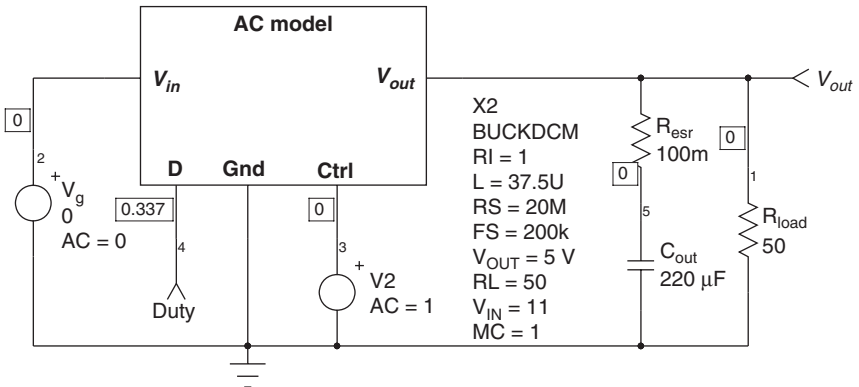 AC model
V_in
V_out
D
Gnd
Ctrl
V_out
0
2
+
V_g
0
AC = 0
0.337
4
Duty
0
3
+
V2
AC = 1
X2
BUCKDCM
RI = 1
L = 37.5U
RS = 20M
FS = 200k
V_OUT = 5 V
RL = 50
V_IN = 11
MC = 1
R_esr
100m
0
5
C_out
220 µF
0
1
R_load
50